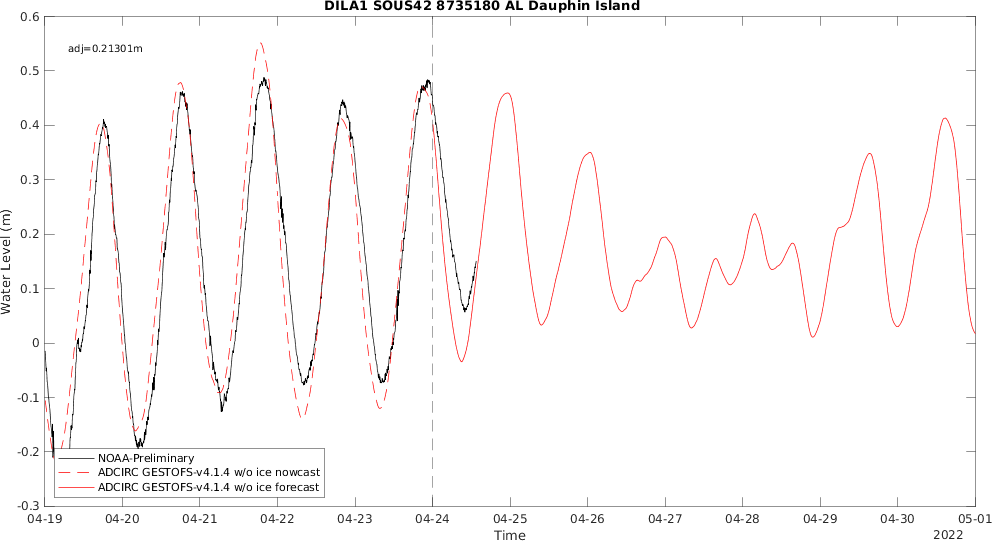 DILA1 SOUS42 8735180 AL Dauphin Island
adj=0.21301m
0.6
0.5
0.4
0.3
0.2
0.1
0
-0.1
-0.2
-0.3
Water Level (m)
NOAA-Preliminary
ADCIRC GESTOFS-v4.1.4 w/o ice nowcast
ADCIRC GESTOFS-v4.1.4 w/o ice forecast
04-19 04-20 04-21 04-22 04-23 04-24 04-25 04-26 04-27 04-28 04-29 04-30 05-01
Time
2022